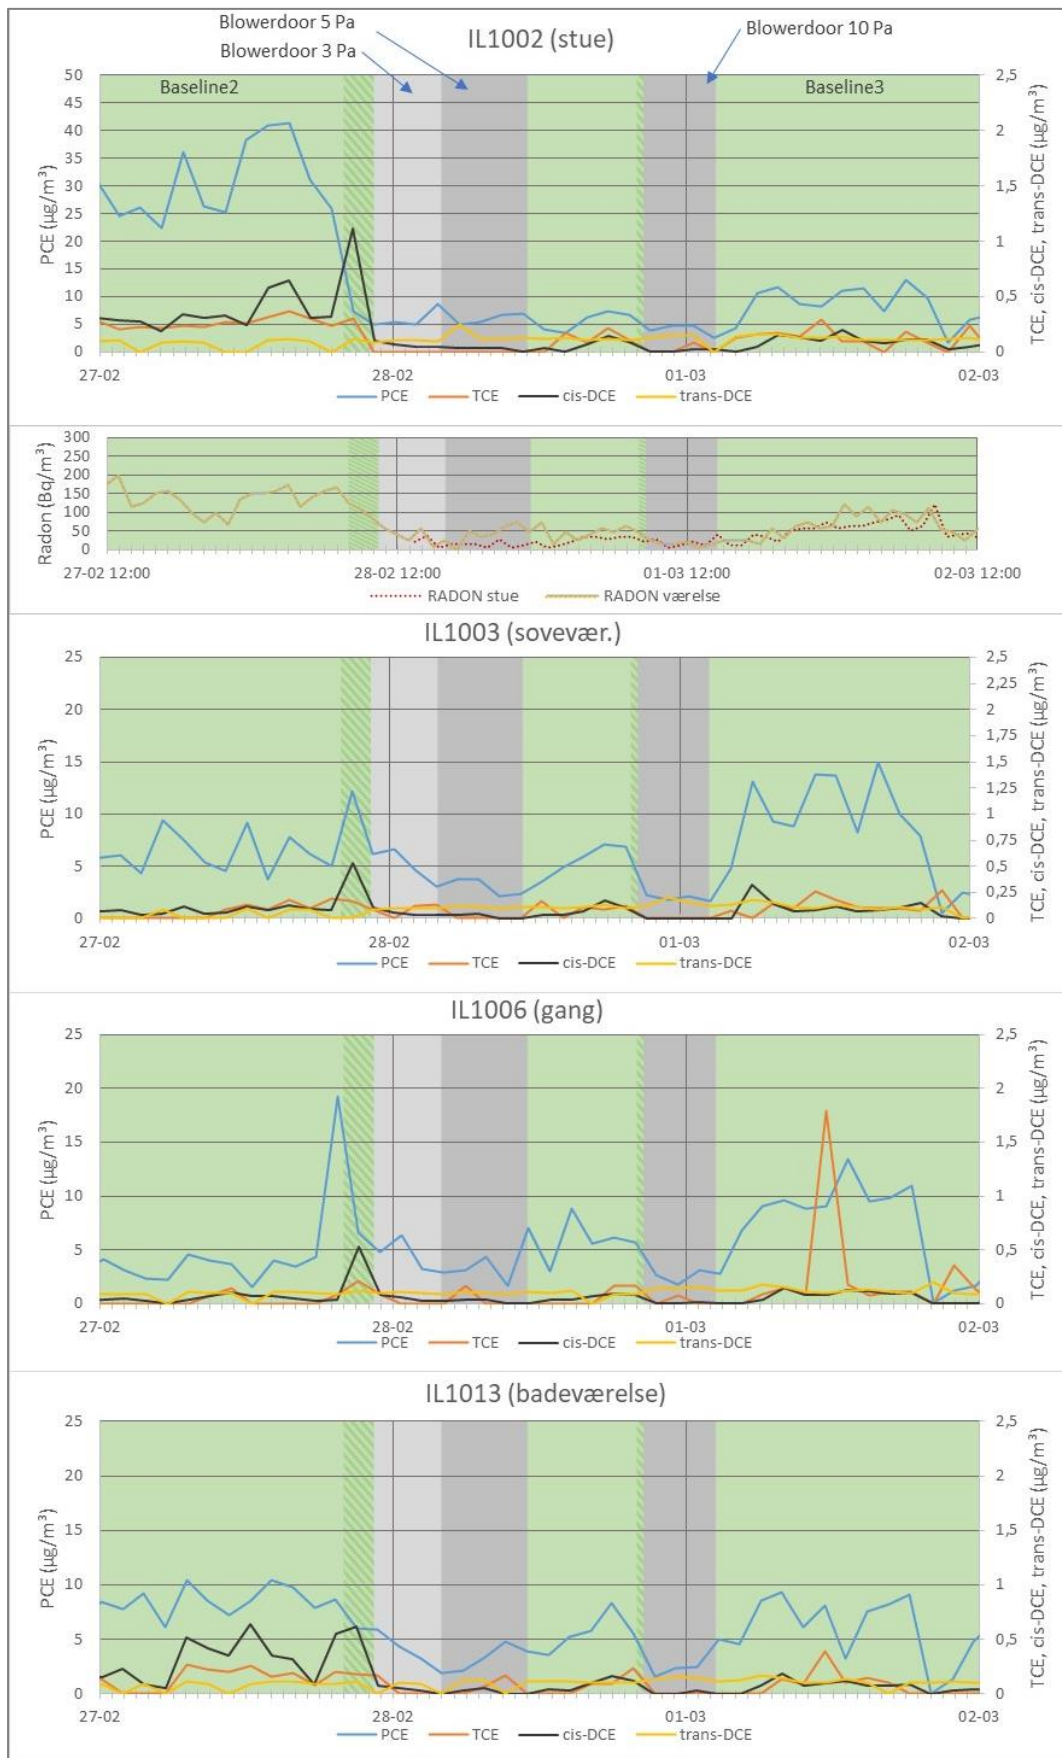 Blowerdoor 5 Pa
Blowerdoor 3 Pa
IL1002 (stue)
Blowerdoor 10 Pa
Baseline2
Baseline3
PCE (µg/m³)
50
45
40
35
30
25
20
15
10
5
0
2,5
2
1,5
1
0,5
0
TCE, cis-DCE, trans-DCE (µg/m³)
27-02 28-02 01-03 02-03
PCE TCE cis-DCE trans-DCE
Radon (Bq/m³)
300
250
200
150
100
50
0
27-02 12:00 28-02 12:00 01-03 12:00 02-03 12:00
RADON stue RADON værelse
IL1003 (sovevær.)
PCE (µg/m³)
25
20
15
10
5
0
2,5
2,25
2
1,75
1,5
1,25
1
0,75
0,5
0,25
0
TCE, cis-DCE, trans-DCE (µg/m³)
27-02 28-02 01-03 02-03
PCE TCE cis-DCE trans-DCE
IL1006 (gang)
PCE (µg/m³)
25
20
15
10
5
0
2,5
2
1,5
1
0,5
0
TCE, cis-DCE, trans-DCE (µg/m³)
27-02 28-02 01-03 02-03
PCE TCE cis-DCE trans-DCE
IL1013 (badeværelse)
PCE (µg/m³)
25
20
15
10
5
0
2,5
2
1,5
1
0,5
0
TCE, cis-DCE, trans-DCE (µg/m³)
27-02 28-02 01-03 02-03
PCE TCE cis-DCE trans-DCE